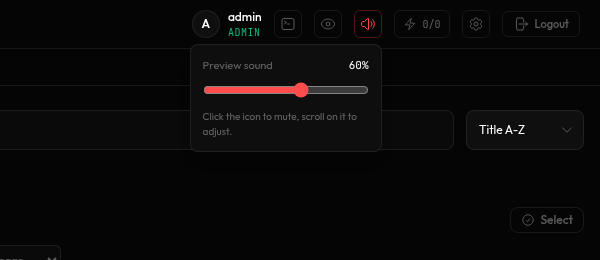 A
admin
ADMIN
0/0
Logout
Preview sound
60%
Click the icon to mute, scroll on it to
adjust.
Title A-Z
Select